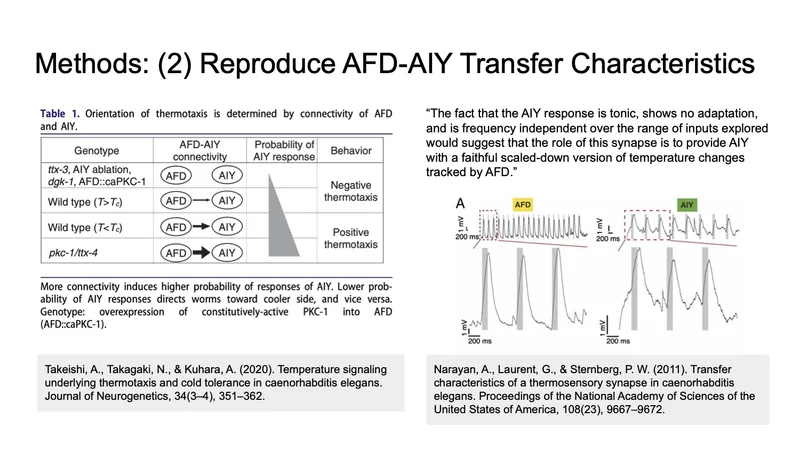 Methods: (2) Reproduce AFD-AIY Transfer Characteristics
Table 1. Orientation of thermotaxis is determined by connectivity of AFD
and AIY.
Genotype
AFD-AIY
connectivity
Probability of
AIY response
Behavior
ttx-3, AIY ablation,
dgk-1, AFD::caPKC-1
AFD AIY
Wild type (T>Tc)
AFD AIY
Negative
thermotaxis
Wild type (T<Tc)
AFD AIY
pkc-1/ttx-4
AFD AIY
Positive
thermotaxis
More connectivity induces higher probability of responses of AIY. Lower prob-
ability of AIY responses directs worms toward cooler side, and vice versa.
Genotype: overexpression of constitutively-active PKC-1 into AFD
(AFD::caPKC-1).
Takeishi, A., Takagaki, N., & Kuhara, A. (2020). Temperature signaling
underlying thermotaxis and cold tolerance in caenorhabditis elegans.
Journal of Neurogenetics, 34(3–4), 351–362.
“The fact that the AIY response is tonic, shows no adaptation,
and is frequency independent over the range of inputs explored
would suggest that the role of this synapse is to provide AIY
with a faithful scaled-down version of temperature changes
tracked by AFD.”
A
AFD
AIY
1 mV
200 ms
1 mV
200 ms
1 mV
200 ms
1 mV
200 ms
Narayan, A., Laurent, G., & Sternberg, P. W. (2011). Transfer
characteristics of a thermosensory synapse in caenorhabditis
elegans. Proceedings of the National Academy of Sciences of the
United States of America, 108(23), 9667–9672.